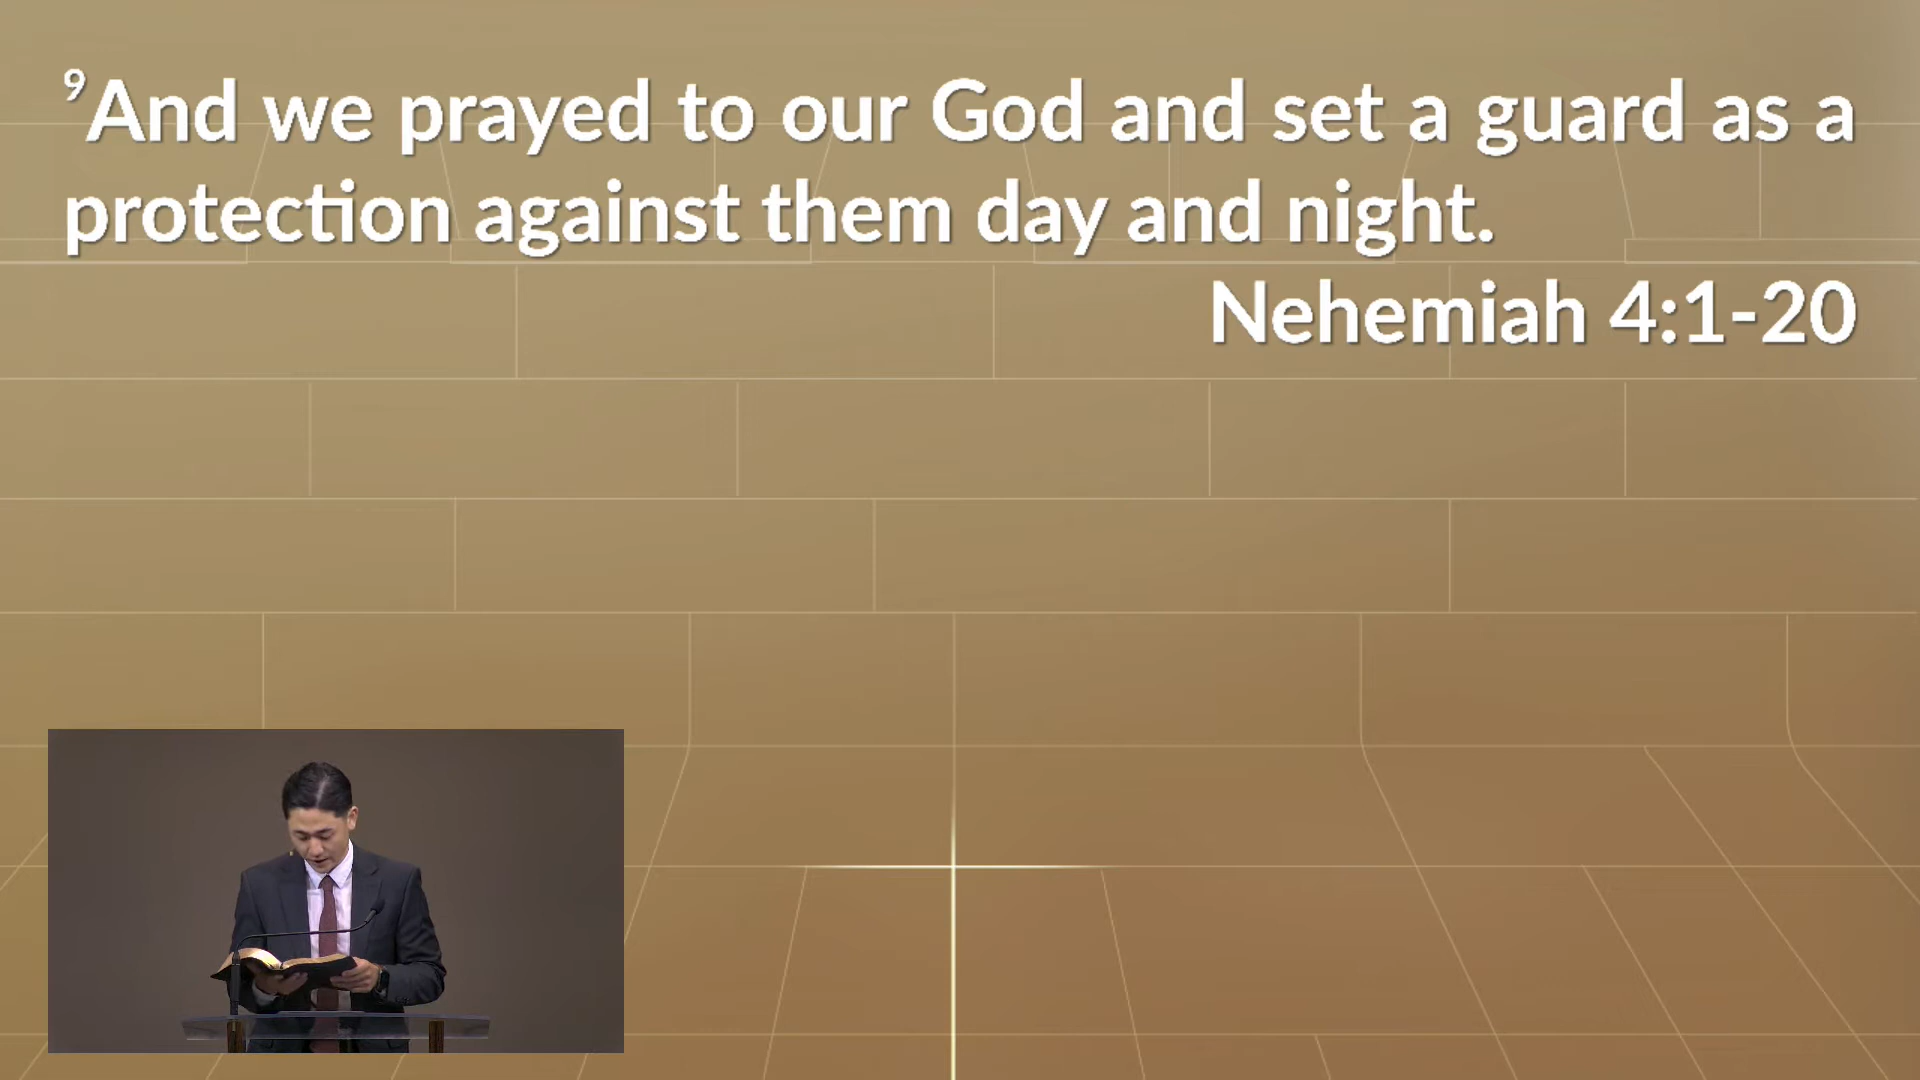 ⁹And we prayed to our God and set a guard as a
protection against them day and night.
Nehemiah 4:1-20